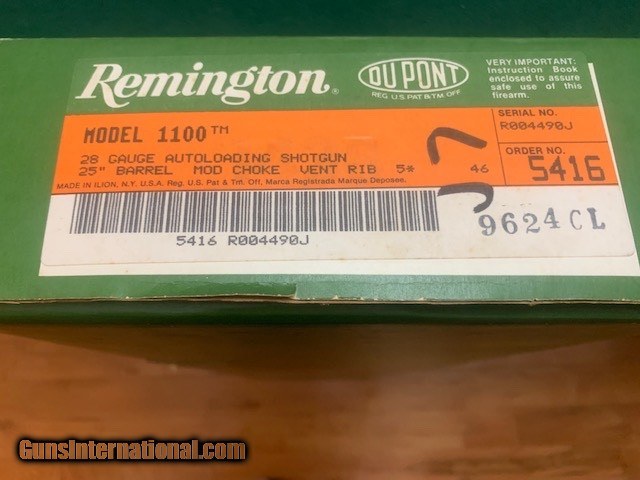 Remington®
DU PONT
REG. U.S. PAT & TM. OFF.
VERY IMPORTANT:
Instruction Book
enclosed to assure
safe use of this
firearm.
MODEL 1100™
28 GAUGE AUTOLOADING SHOTGUN
25" BARREL MOD CHOKE VENT RIB 5* 46
MADE IN ILION, N.Y. U.S.A. Reg. U.S. Pat & Tm. Off, Marca Registrada Marque Deposee.
SERIAL NO.
R004490J
ORDER NO.
5416
5416 R004490J
9624 CL
GunsInternational.com